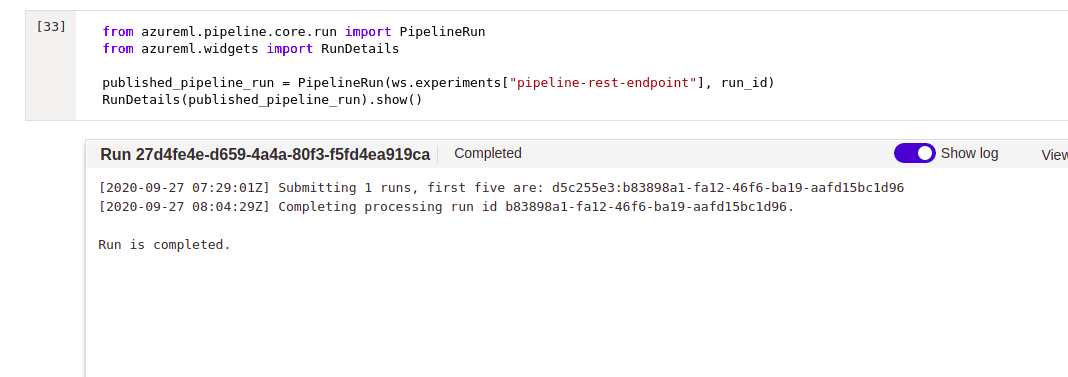 [33]
from azureml.pipeline.core.run import PipelineRun
from azureml.widgets import RunDetails
published_pipeline_run = PipelineRun(ws.experiments["pipeline-rest-endpoint"], run_id)
RunDetails(published_pipeline_run).show()
Run 27d4fe4e-d659-4a4a-80f3-f5fd4ea919ca Completed Show log View
[2020-09-27 07:29:01Z] Submitting 1 runs, first five are: d5c255e3:b83898a1-fa12-46f6-ba19-aafd15bc1d96
[2020-09-27 08:04:29Z] Completing processing run id b83898a1-fa12-46f6-ba19-aafd15bc1d96.
Run is completed.